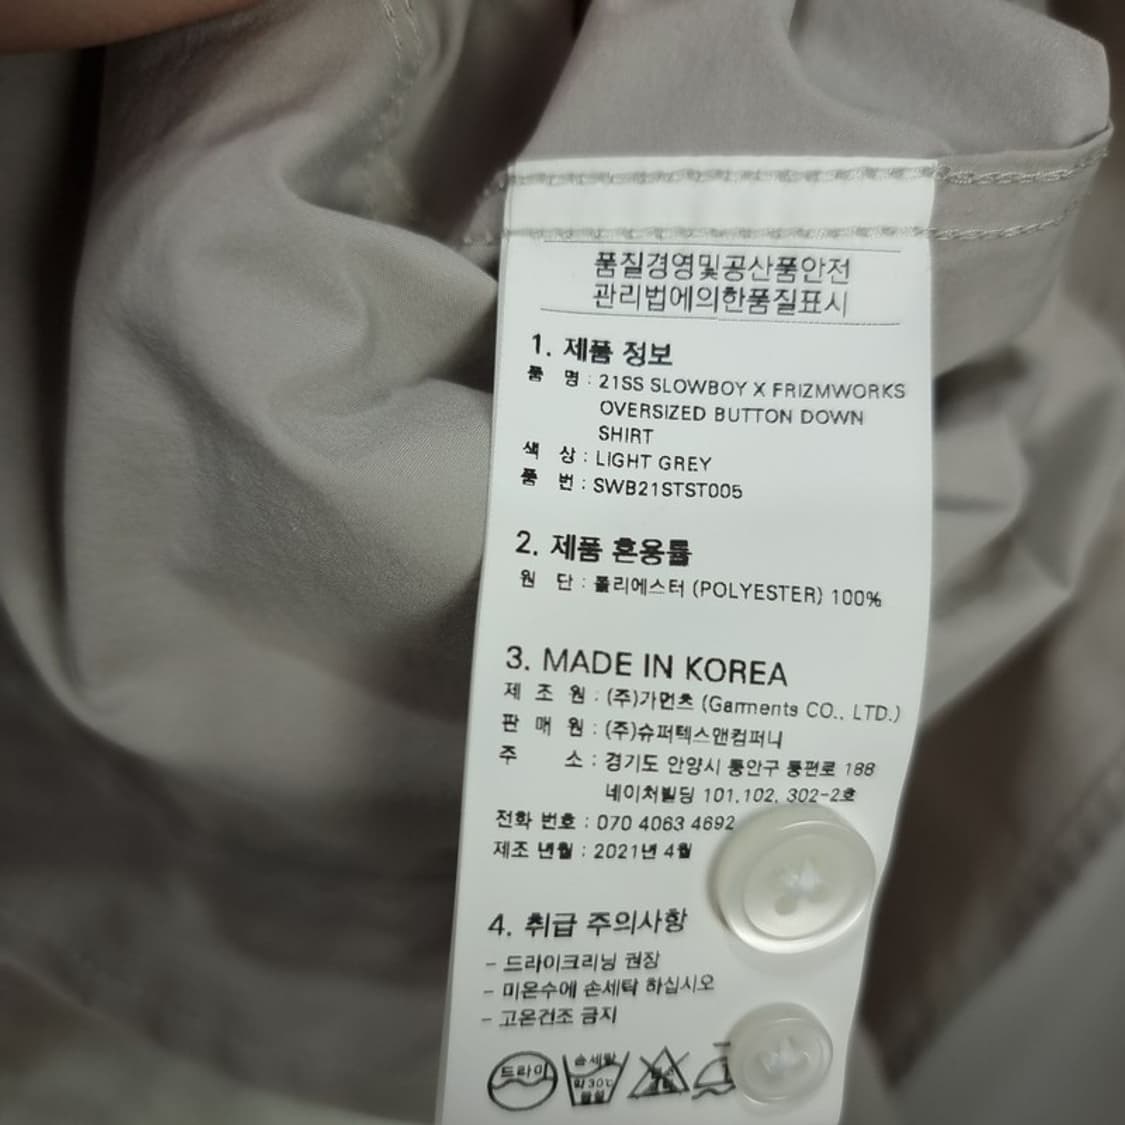 품질경영및공산품안전
관리법에의한품질표시
1. 제품 정보
품 명 : 21SS SLOWBOY X FRIZMWORKS
OVERSIZED BUTTON DOWN
SHIRT
색 상 : LIGHT GREY
품 번 : SWB21STST005
2. 제품 혼용률
원 단 : 폴리에스터 (POLYESTER) 100%
3. MADE IN KOREA
제 조 원 : (주)가먼츠 (Garments CO., LTD.)
판 매 원 : (주)슈퍼텍스앤컴퍼니
주 소 : 경기도 안양시 동안구 동편로 188
네이처빌딩 101,102, 302-2호
전화 번호 : 070 4063 4692
제조 년월 : 2021년 4월
4. 취급 주의사항
- 드라이크리닝 권장
- 미온수에 손세탁 하십시오
- 고온건조 금지
드라이
손세탁
약 30℃
중성